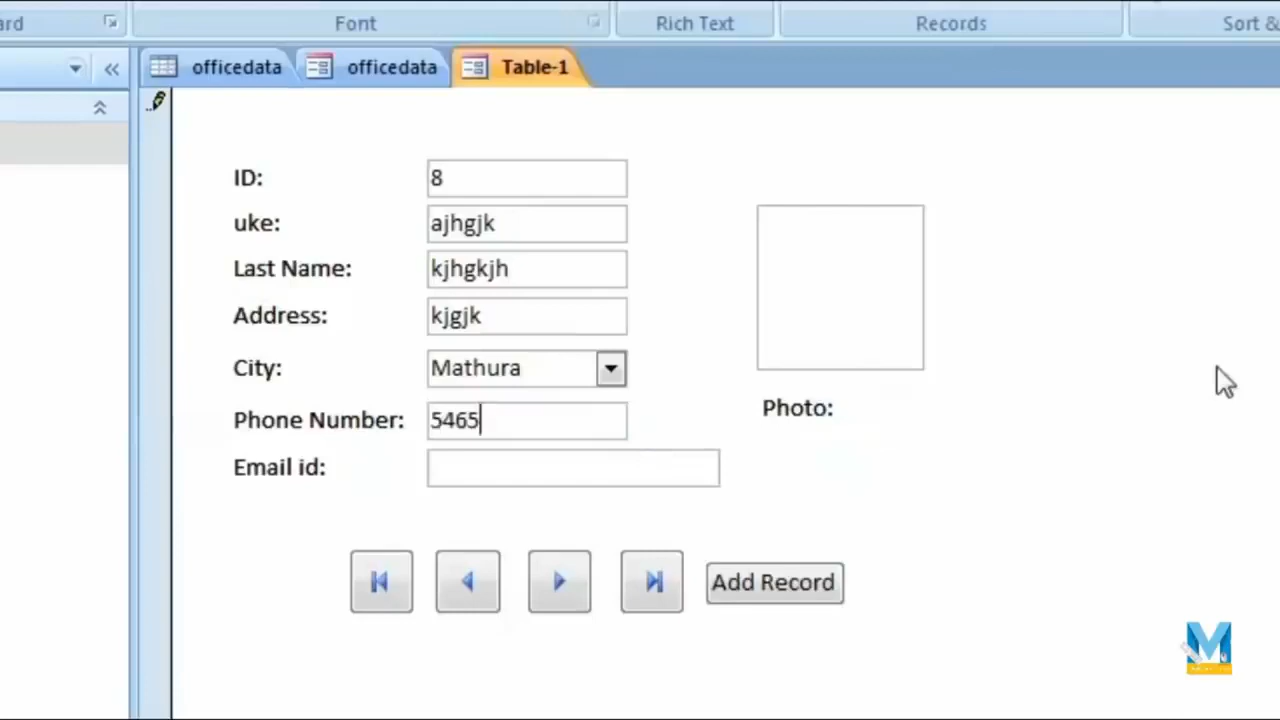 ard Font Rich Text Records Sort &
officedata officedata Table-1
ID: 8
uke: ajhgjk
Last Name: kjhgkjh
Address: kjgjk
City: Mathura
Phone Number: 5465
Photo:
Email id:
Add Record
M